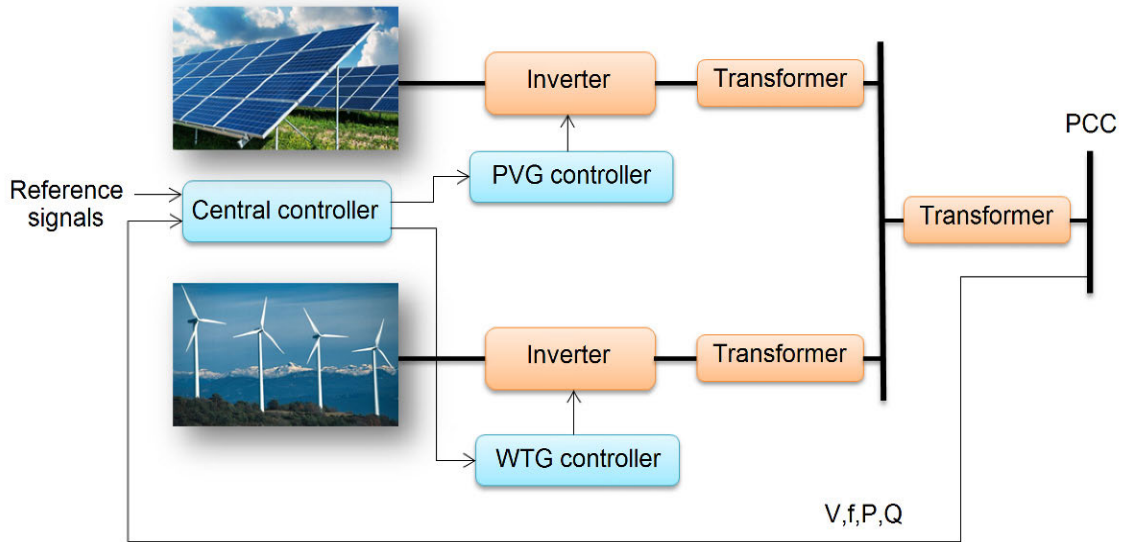 Inverter
Transformer
PCC
PVG controller
Reference
signals
Central controller
Transformer
Inverter
Transformer
WTG controller
V,f,P,Q